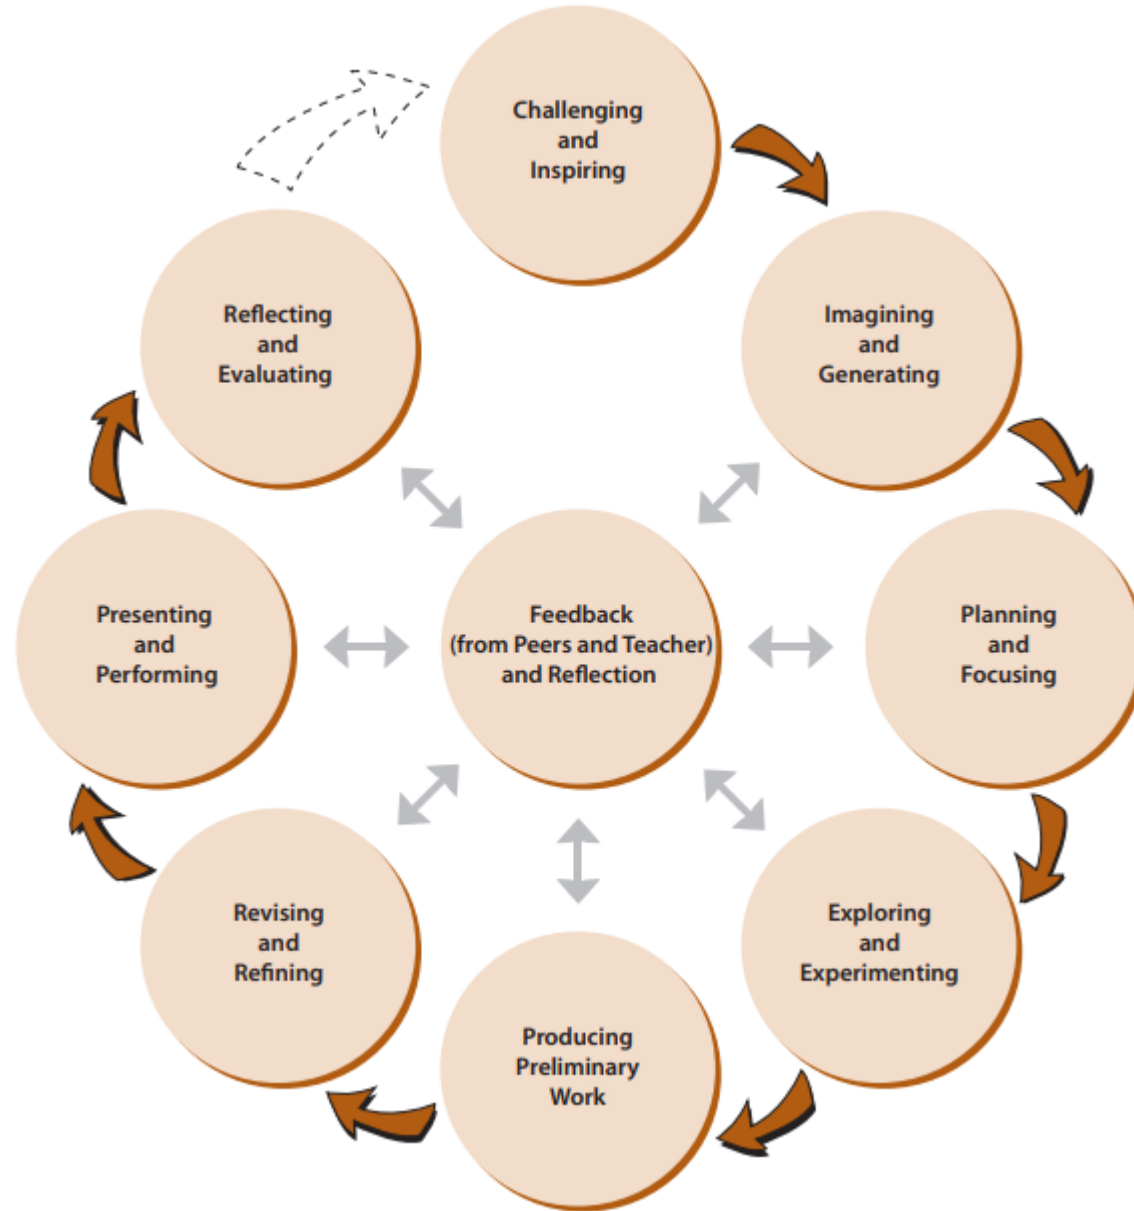 Challenging
and
Inspiring
Imagining
and
Generating
Planning
and
Focusing
Exploring
and
Experimenting
Producing
Preliminary
Work
Revising
and
Refining
Presenting
and
Performing
Reflecting
and
Evaluating
Feedback
(from Peers and Teacher)
and Reflection